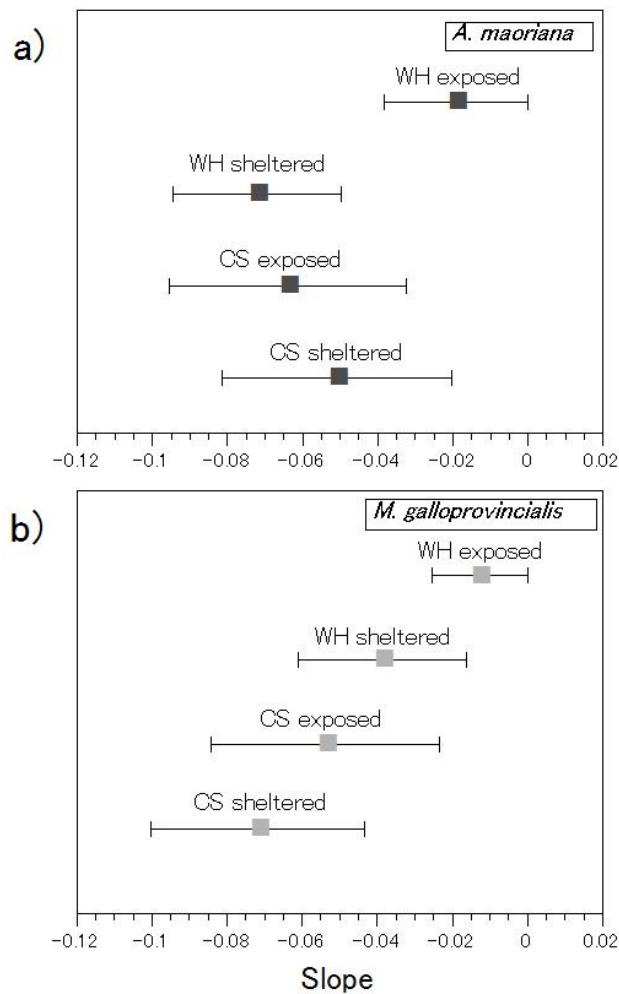 a)
A. maoriana
WH exposed
WH sheltered
CS exposed
CS sheltered
-0.12 -0.1 -0.08 -0.06 -0.04 -0.02 0 0.02
b)
M. galloprovincialis
WH exposed
WH sheltered
CS exposed
CS sheltered
-0.12 -0.1 -0.08 -0.06 -0.04 -0.02 0 0.02
Slope